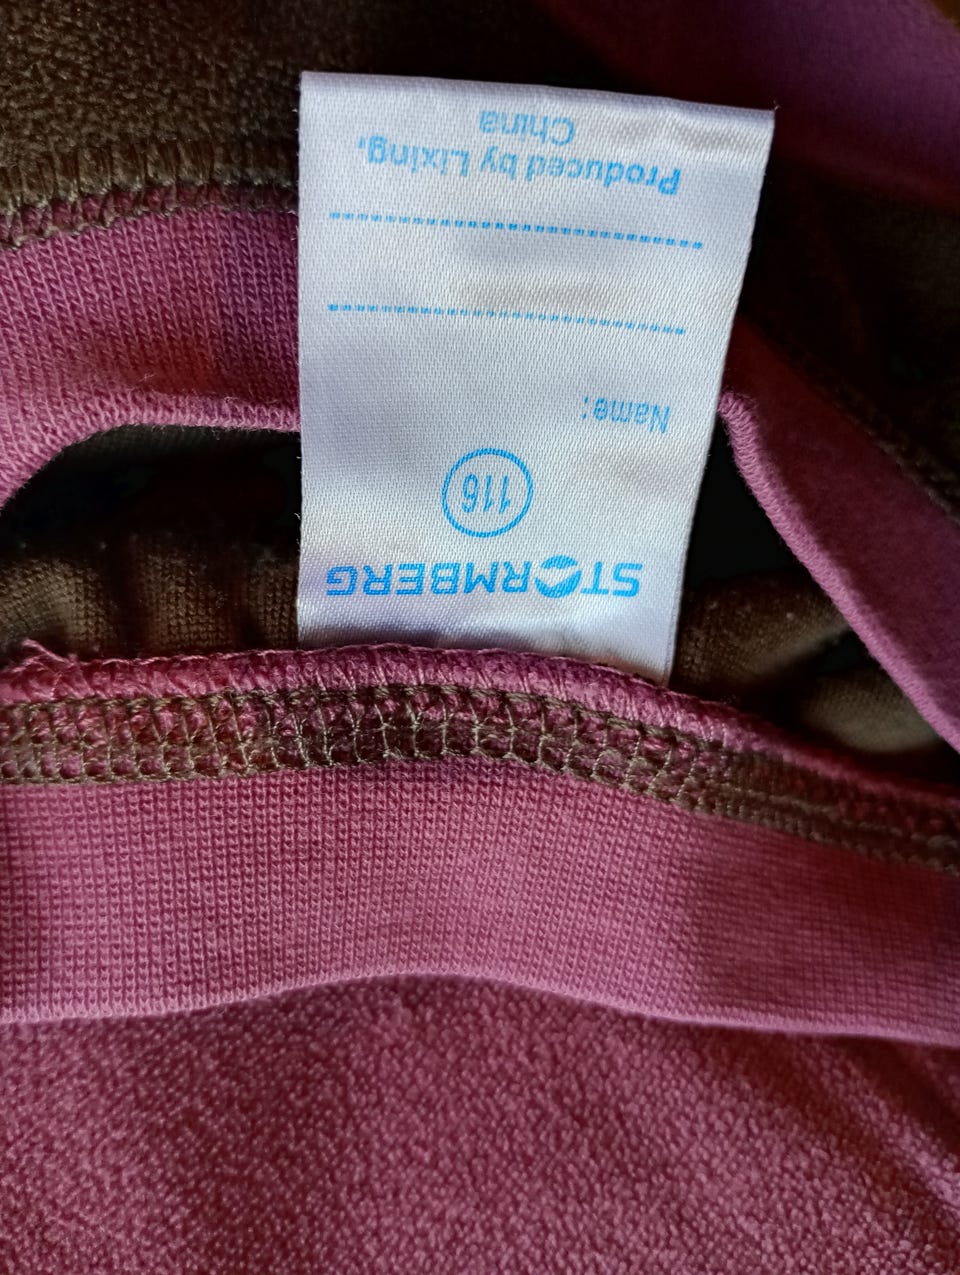 STORMBERG
116
Name:
Produced by Lixing,
China